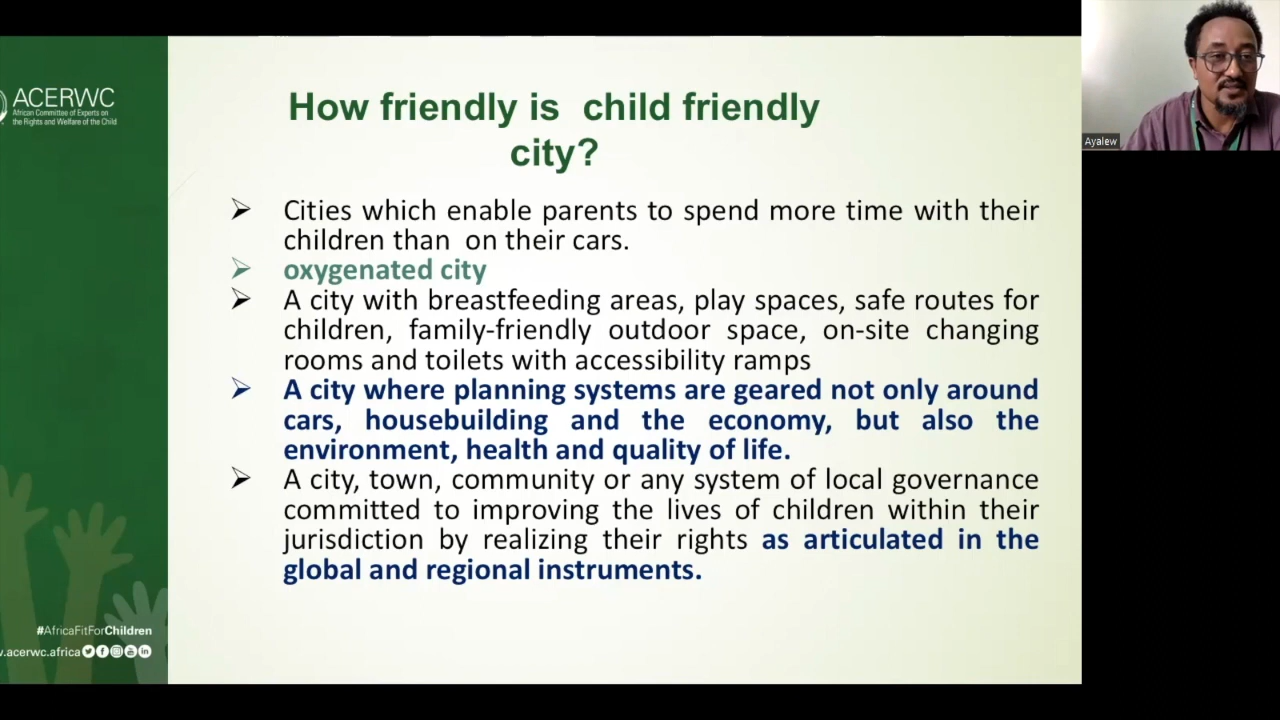 ACERWC
African Committee of Experts on
the Rights and Welfare of the Child
How friendly is  child friendly
city?
Cities which enable parents to spend more time with their
children than  on their cars.
oxygenated city
A city with breastfeeding areas, play spaces, safe routes for
children, family-friendly outdoor space, on-site changing
rooms and toilets with accessibility ramps
A city where planning systems are geared not only around
cars, housebuilding and the economy, but also the
environment, health and quality of life.
A city, town, community or any system of local governance
committed to improving the lives of children within their
jurisdiction by realizing their rights as articulated in the
global and regional instruments.
#AfricaFitForChildren
.acerwc.africa
Ayalew